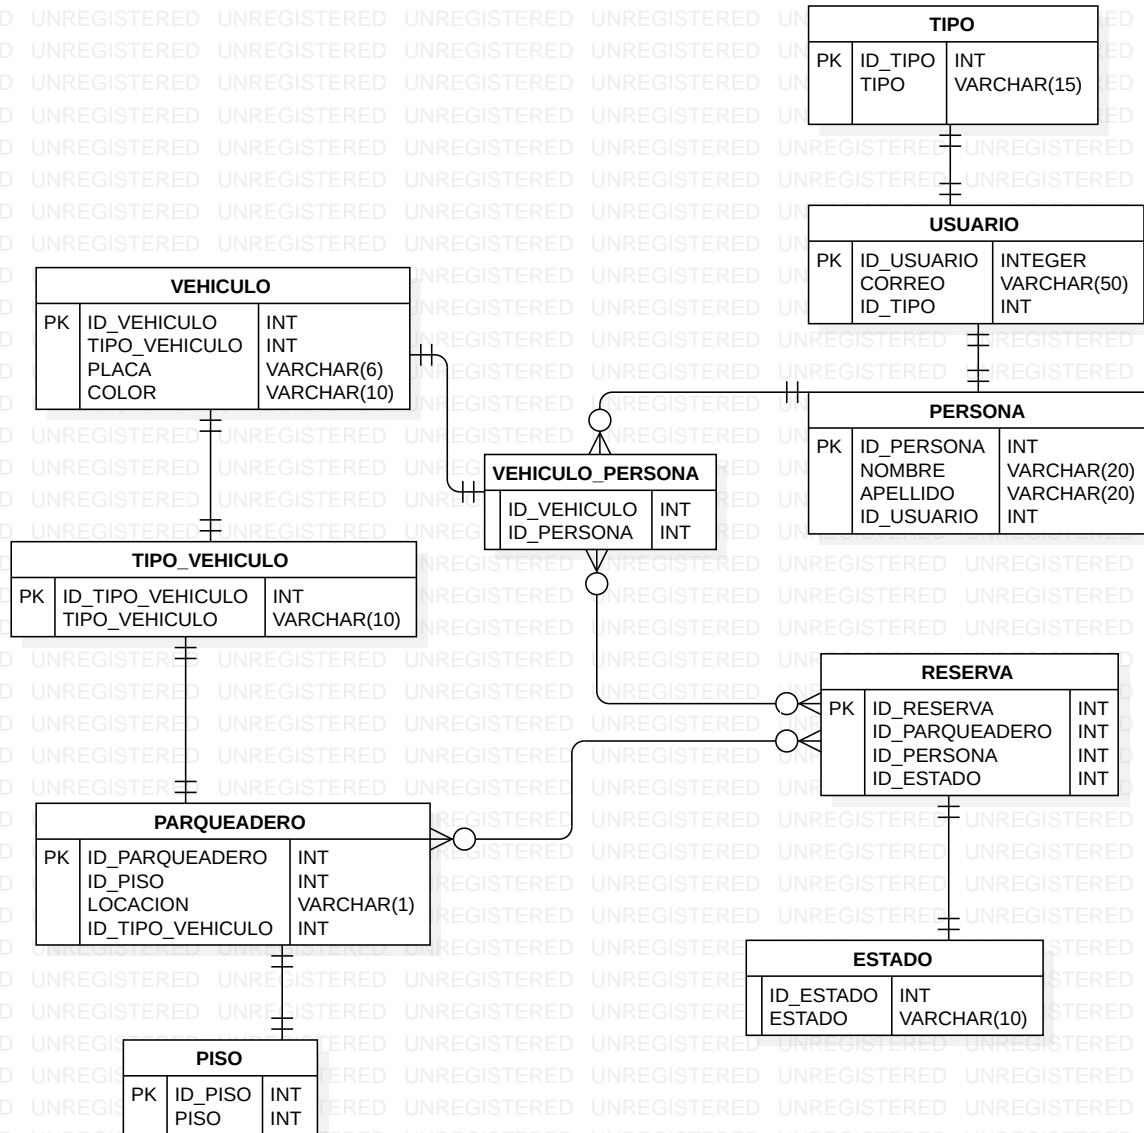 TIPO
PK ID_TIPO INT
TIPO VARCHAR(15)
USUARIO
PK ID_USUARIO INTEGER
CORREO VARCHAR(50)
ID_TIPO INT
VEHICULO
PK ID_VEHICULO INT
TIPO_VEHICULO INT
PLACA VARCHAR(6)
COLOR VARCHAR(10)
PERSONA
PK ID_PERSONA INT
NOMBRE VARCHAR(20)
APELLIDO VARCHAR(20)
ID_USUARIO INT
VEHICULO_PERSONA
ID_VEHICULO INT
ID_PERSONA INT
TIPO_VEHICULO
PK ID_TIPO_VEHICULO INT
TIPO_VEHICULO VARCHAR(10)
RESERVA
PK ID_RESERVA INT
ID_PARQUEADERO INT
ID_PERSONA INT
ID_ESTADO INT
PARQUEADERO
PK ID_PARQUEADERO INT
ID_PISO INT
LOCACION VARCHAR(1)
ID_TIPO_VEHICULO INT
ESTADO
ID_ESTADO INT
ESTADO VARCHAR(10)
PISO
PK ID_PISO INT
PISO INT
UNREGISTERED